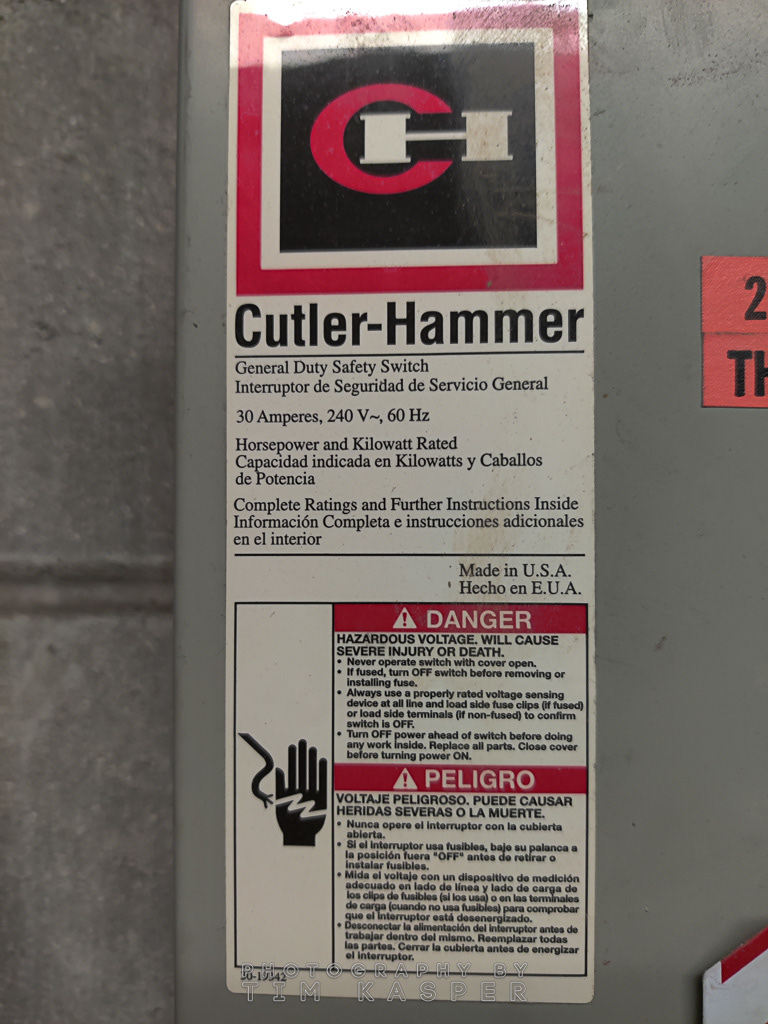 CH
Cutler-Hammer
General Duty Safety Switch
Interruptor de Seguridad de Servicio General
30 Amperes, 240 V~, 60 Hz
Horsepower and Kilowatt Rated
Capacidad indicada en Kilowatts y Caballos
de Potencia
Complete Ratings and Further Instructions Inside
Información Completa e instrucciones adicionales
en el interior
Made in U.S.A.
Hecho en E.U.A.
DANGER
HAZARDOUS VOLTAGE. WILL CAUSE
SEVERE INJURY OR DEATH.
• Never operate switch with cover open.
• If fused, turn OFF switch before removing or
installing fuse.
• Always use a properly rated voltage sensing
device at all line and load side fuse clips (if fused)
or load side terminals (if non-fused) to confirm
switch is OFF.
• Turn OFF power ahead of switch before doing
any work inside. Replace all parts. Close cover
before turning power ON.
PELIGRO
VOLTAJE PELIGROSO. PUEDE CAUSAR
HERIDAS SEVERAS O LA MUERTE.
• Nunca opere el interruptor con la cubierta
abierta.
• Si el interruptor usa fusibles, baje su palanca a
la posición fuera "OFF" antes de retirar o
instalar fusibles.
• Mida el voltaje con un dispositivo de medición
adecuado en lado de línea y lado de carga de
los clips de fusibles (si los usa) o en las terminales
de carga (cuando no usa fusibles) para comprobar
que el interruptor está desenergizado.
• Desconectar la alimentación del interruptor antes de
trabajar dentro del mismo. Reemplazar todas
las partes. Cerrar la cubierta antes de energizar
el interruptor.
PHOTOGRAPHY BY
TIM KASPER
2
TH